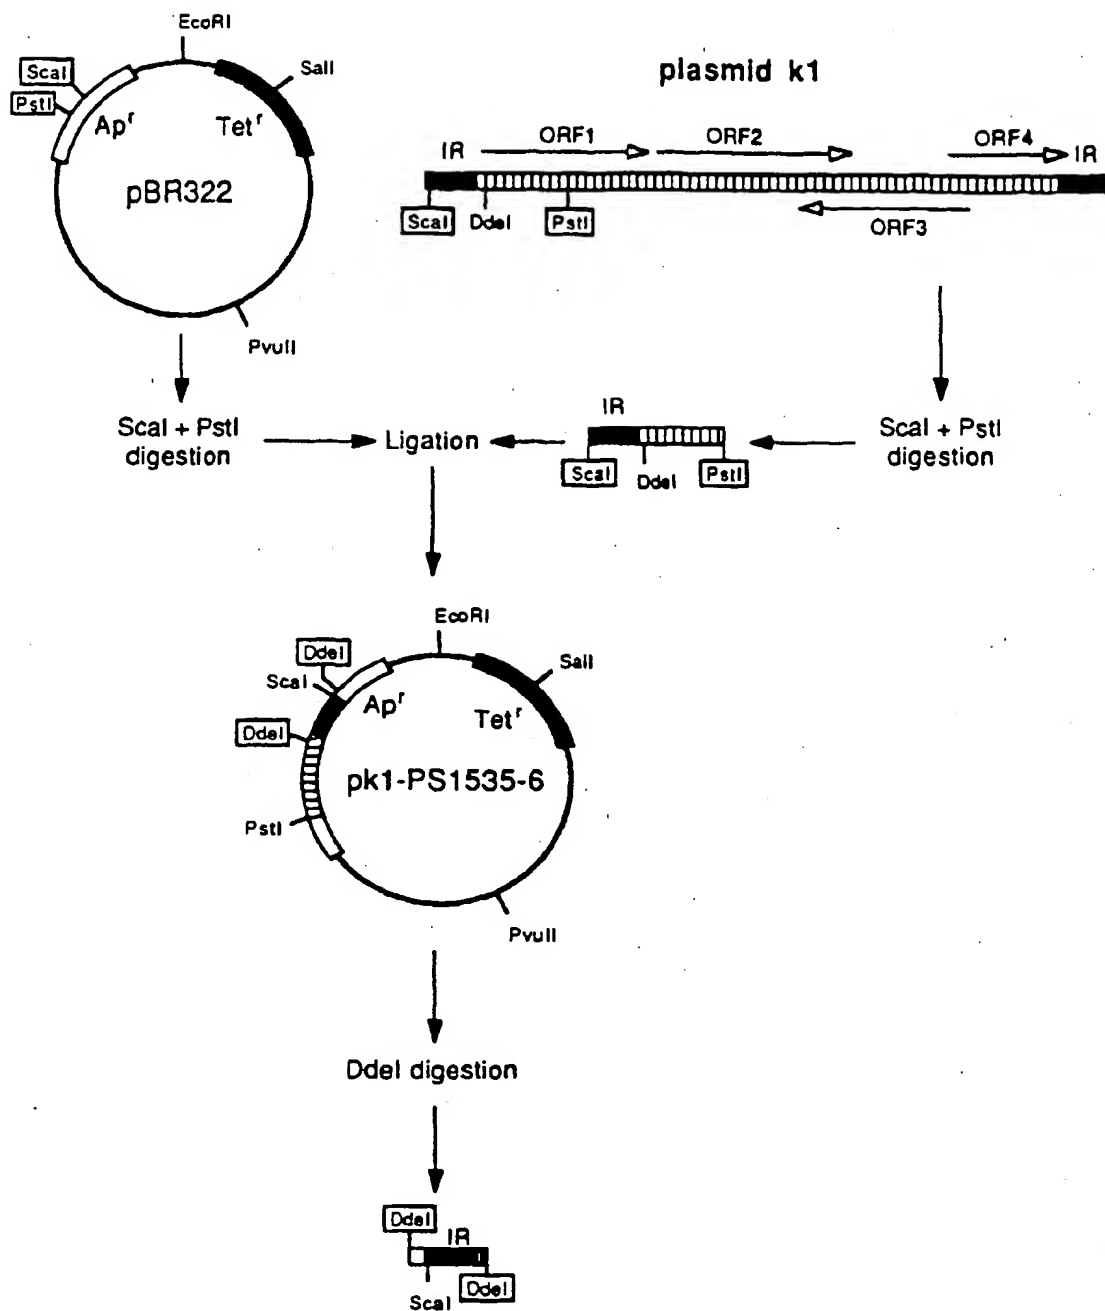 EcoRI
ScaI
SalI
PstI
Apʳ
Tetʳ
pBR322
PvuII
plasmid k1
ORF1
ORF2
ORF4
IR
IR
ScaI
DdeI
PstI
ORF3
ScaI + PstI
digestion
Ligation
IR
ScaI
DdeI
PstI
ScaI + PstI
digestion
EcoRI
DdeI
SalI
ScaI
Apʳ
Tetʳ
DdeI
pk1-PS1535-6
PstI
PvuII
DdeI digestion
DdeI
IR
ScaI
DdeI